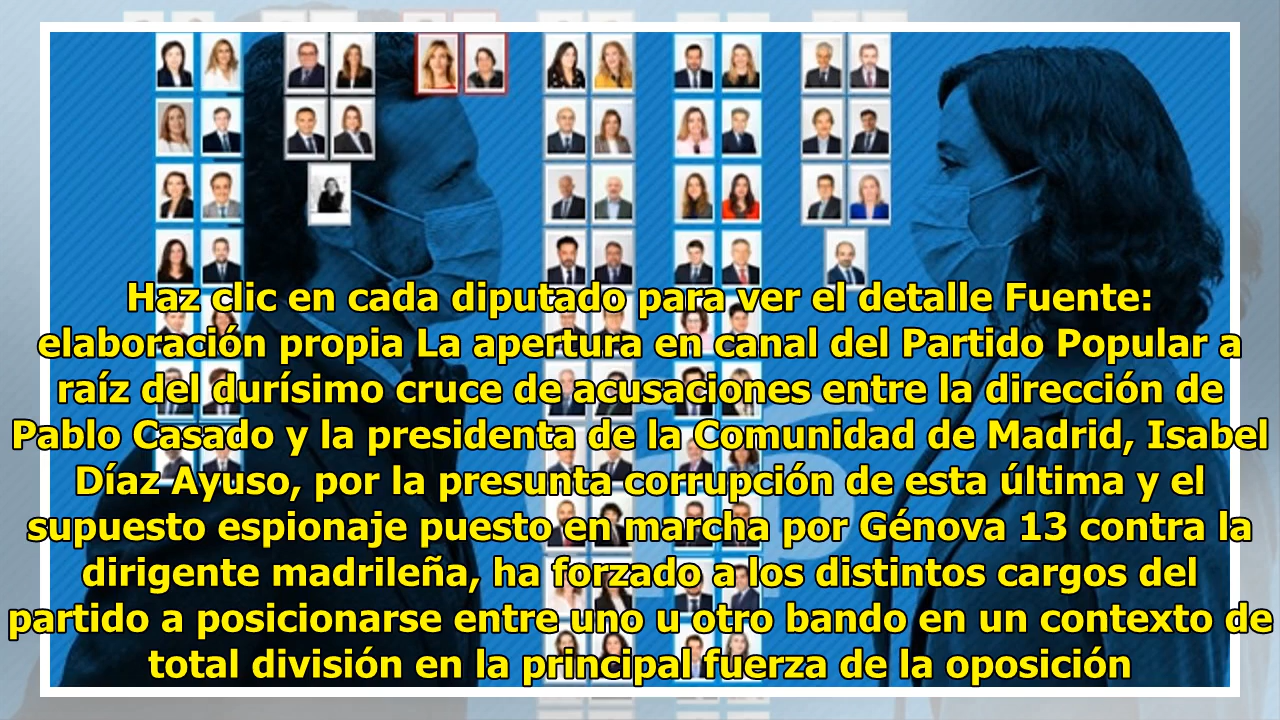 Haz clic en cada diputado para ver el detalle Fuente:
elaboración propia La apertura en canal del Partido Popular a
raíz del durísimo cruce de acusaciones entre la dirección de
Pablo Casado y la presidenta de la Comunidad de Madrid, Isabel
Díaz Ayuso, por la presunta corrupción de esta última y el
supuesto espionaje puesto en marcha por Génova 13 contra la
dirigente madrileña, ha forzado a los distintos cargos del
partido a posicionarse entre uno u otro bando en un contexto de
total división en la principal fuerza de la oposición